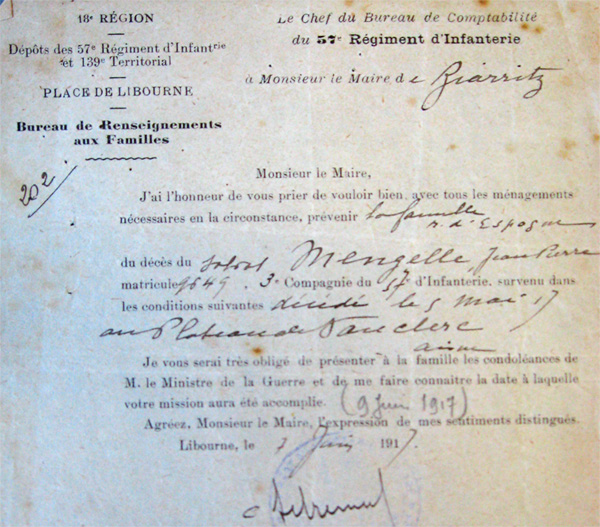 18e RÉGION
Dépôts des 57e Régiment d'Infantrie
et 139e Territorial
PLACE DE LIBOURNE
Bureau de Renseignements
aux Familles
202
Le Chef du Bureau de Comptabilité
du 57e Régiment d'Infanterie
à Monsieur le Maire de Biarritz
Monsieur le Maire,
J'ai l'honneur de vous prier de vouloir bien, avec tous les ménagements
nécessaires en la circonstance, prévenir la famille
r. d'Espagne
du décès du soldat Mengelle, Jean Pierre
matricule 9649. 3e Compagnie du 57 d'Infanterie, survenu dans
les conditions suivantes décédé le 5 mai 17
au Plateau de Vauclerc
aisne
Je vous serai très obligé de présenter à la famille les condoléances de
M. le Ministre de la Guerre et de me faire connaître la date à laquelle
votre mission aura été accomplie. (9 Juin 1917)
Agréez, Monsieur le Maire, l'expression de mes sentiments distingués.
Libourne, le 7 Juin 1917.